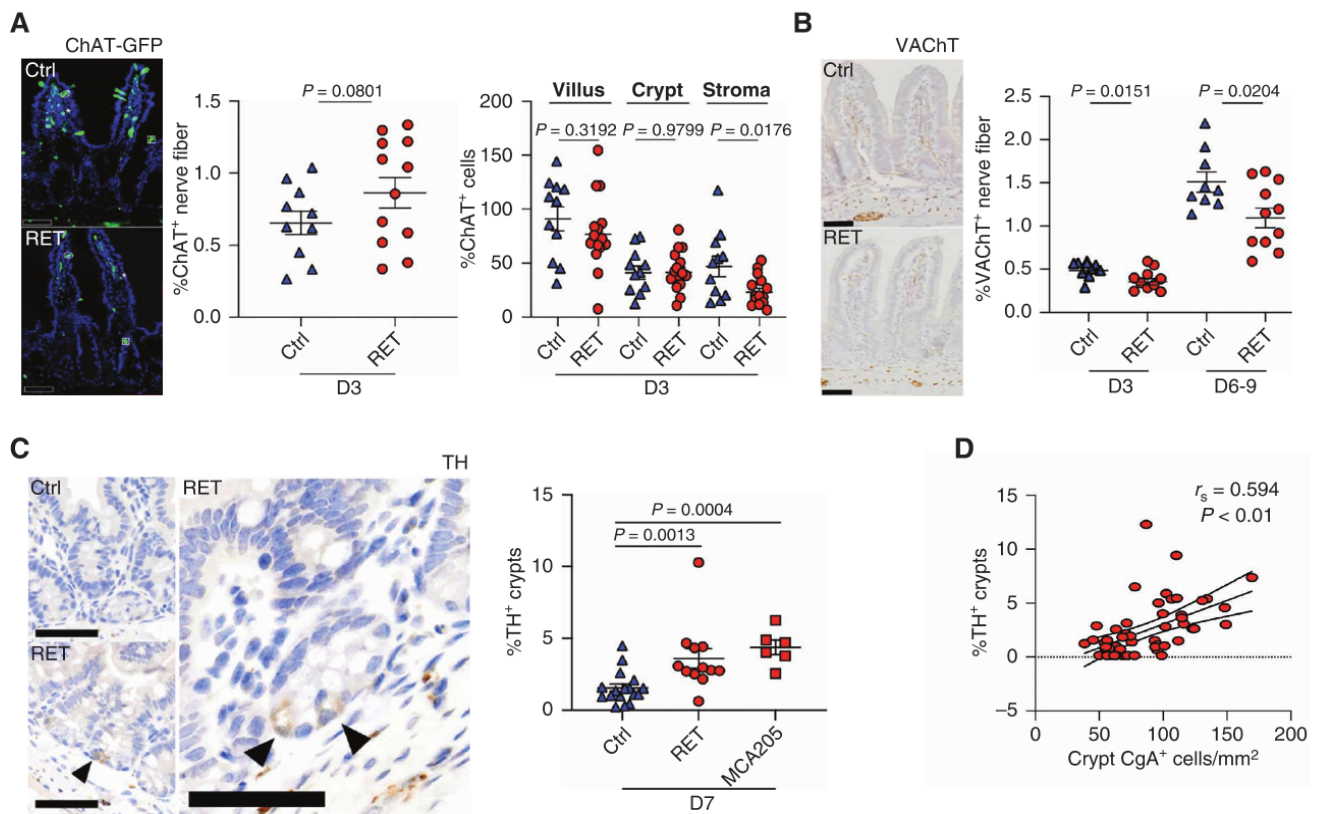 A
ChAT-GFP
Ctrl
RET
%ChAT⁺ nerve fiber
1.5
1.0
0.5
0.0
P = 0.0801
Ctrl
RET
D3
%ChAT⁺ cells
200
150
100
50
0
Villus Crypt Stroma
P = 0.3192 P = 0.9799 P = 0.0176
Ctrl RET Ctrl RET Ctrl RET
D3
B
VAChT
Ctrl
RET
%VAChT⁺ nerve fiber
2.5
2.0
1.5
1.0
0.5
0.0
P = 0.0151 P = 0.0204
Ctrl RET Ctrl RET
D3 D6-9
C
TH
Ctrl
RET
RET
%TH⁺ crypts
15
10
5
0
P = 0.0004
P = 0.0013
Ctrl RET MCA205
D7
D
%TH⁺ crypts
15
10
5
0
−5
rₛ = 0.594
P < 0.01
0 50 100 150 200
Crypt CgA⁺ cells/mm²